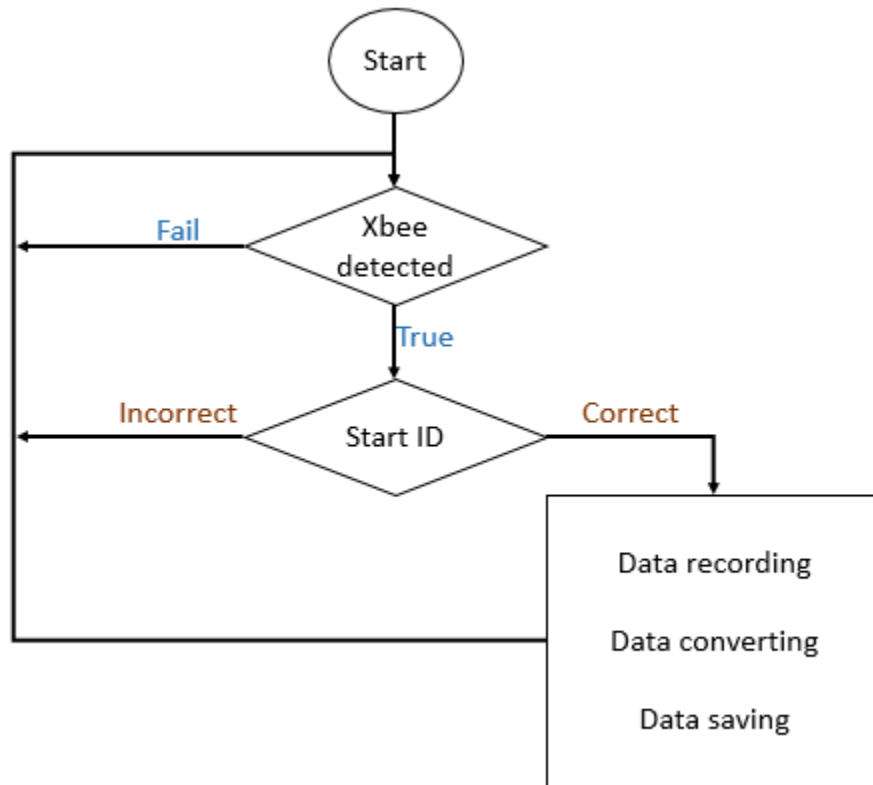 Start
Xbee
detected
Fail
True
Start ID
Incorrect
Correct
Data recording
Data converting
Data saving